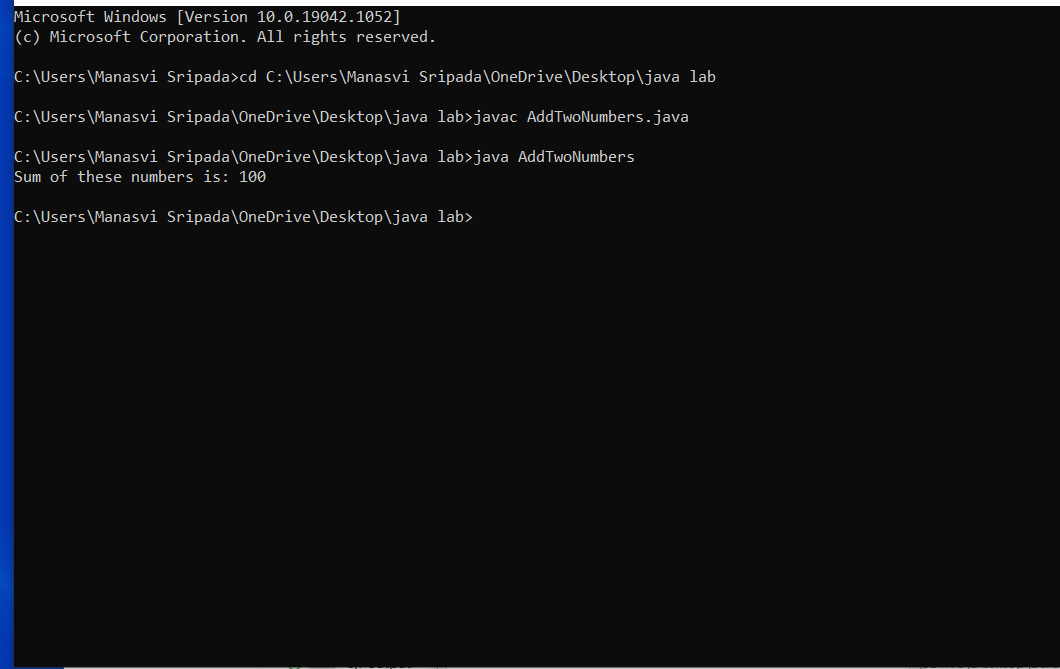 Microsoft Windows [Version 10.0.19042.1052]
(c) Microsoft Corporation. All rights reserved.
C:\Users\Manasvi Sripada>cd C:\Users\Manasvi Sripada\OneDrive\Desktop\java lab
C:\Users\Manasvi Sripada\OneDrive\Desktop\java lab>javac AddTwoNumbers.java
C:\Users\Manasvi Sripada\OneDrive\Desktop\java lab>java AddTwoNumbers
Sum of these numbers is: 100
C:\Users\Manasvi Sripada\OneDrive\Desktop\java lab>